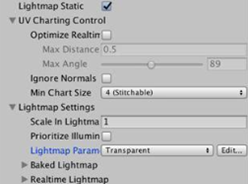 Lightmap Static
UV Charting Control
Optimize Realtin
Max Distance 0.5
Max Angle 89
Ignore Normals
Min Chart Size 4 (Stitchable)
Lightmap Settings
Scale In Lightma 1
Prioritize Illumin
Lightmap Param Transparent Edit...
Baked Lightmap
Realtime Lightmap